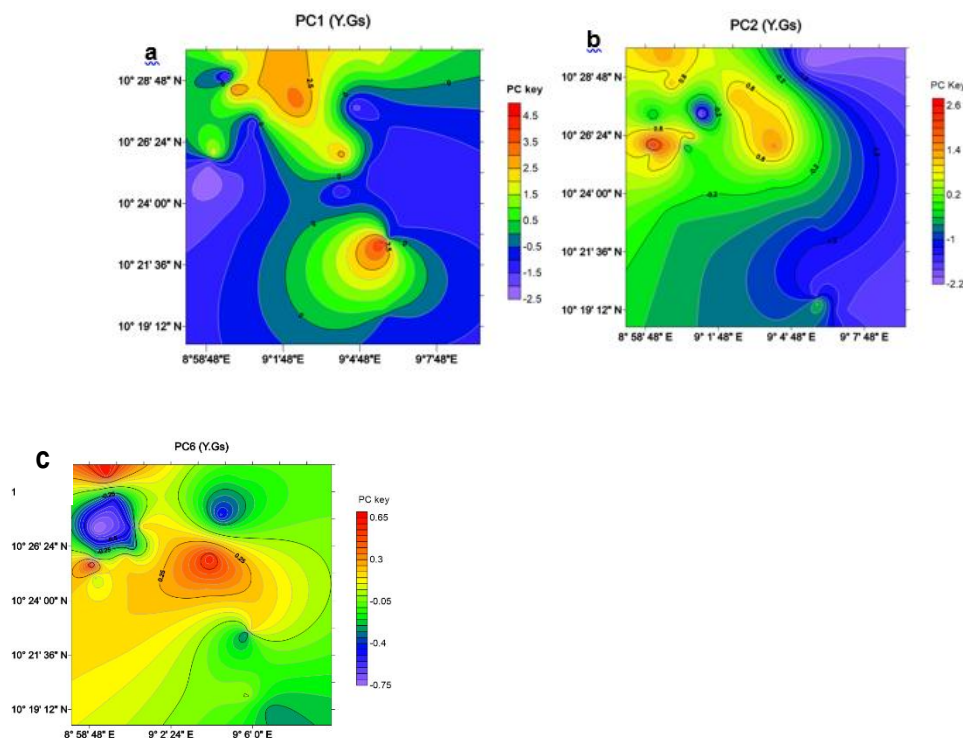 PC1 (Y.Gs)
a
10° 28' 48" N
10° 26' 24" N
10° 24' 00" N
10° 21' 36" N
10° 19' 12" N
8° 58' 48"E 9° 1' 48"E 9° 4' 48"E 9° 7' 48"E
PC key
4.5
3.5
2.5
1.5
0.5
-0.5
-1.5
-2.5
PC2 (Y.Gs)
b
10° 28' 48" N
10° 26' 24" N
10° 24' 00" N
10° 21' 36" N
10° 19' 12" N
8° 58' 48"E 9° 1' 48"E 9° 4' 48"E 9° 7' 48"E
PC Key
2.6
1.4
0.2
-1
-2.2
PC6 (Y.Gs)
c
1
10° 26' 24" N
10° 24' 00" N
10° 21' 36" N
10° 19' 12" N
8° 58' 48" E 9° 2' 24" E 9° 6' 0" E
0.25
0.25
PC key
0.65
0.3
-0.05
-0.4
-0.75